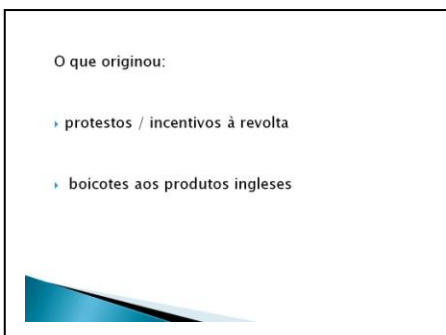 O que originou:
protestos / incentivos à revolta
boicotes aos produtos ingleses